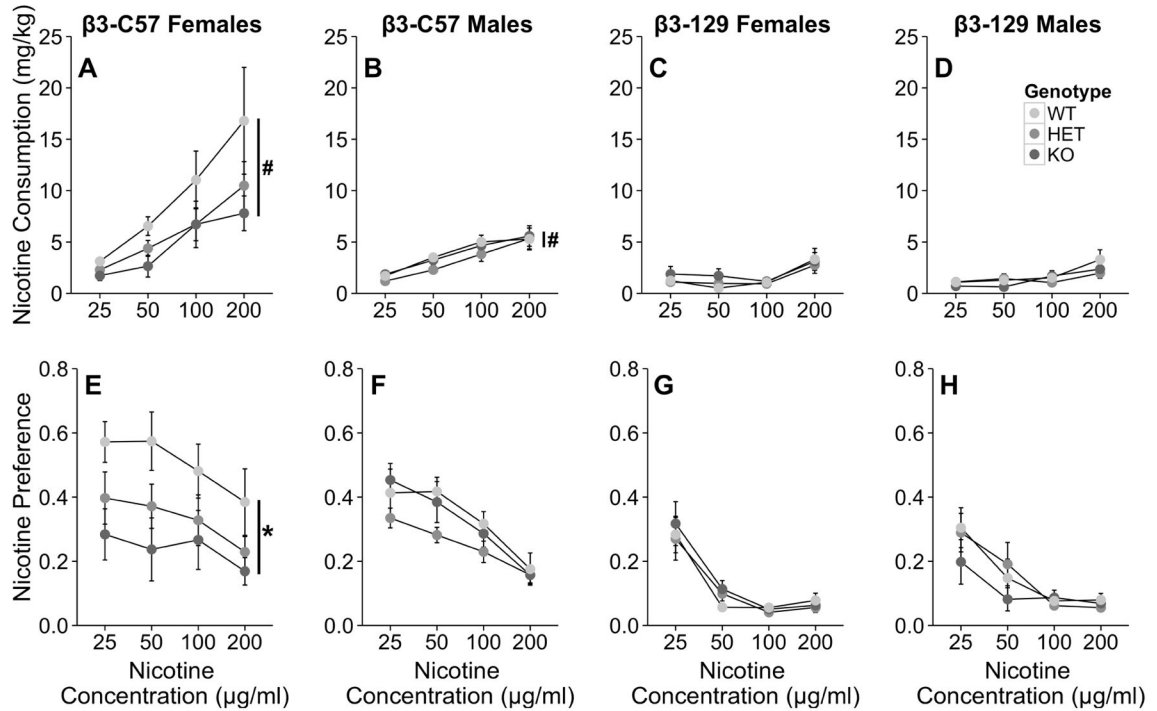 β3-C57 Females
β3-C57 Males
β3-129 Females
β3-129 Males
Nicotine Consumption (mg/kg)
A
25
20
15
10
5
0
25 50 100 200
#
B
25
20
15
10
5
0
25 50 100 200
#
C
25
20
15
10
5
0
25 50 100 200
D
25
20
15
10
5
0
25 50 100 200
Genotype
WT
HET
KO
Nicotine Preference
E
0.8
0.6
0.4
0.2
0.0
25 50 100 200
*
Nicotine
Concentration (µg/ml)
F
0.8
0.6
0.4
0.2
0.0
25 50 100 200
Nicotine
Concentration (µg/ml)
G
0.8
0.6
0.4
0.2
0.0
25 50 100 200
Nicotine
Concentration (µg/ml)
H
0.8
0.6
0.4
0.2
0.0
25 50 100 200
Nicotine
Concentration (µg/ml)